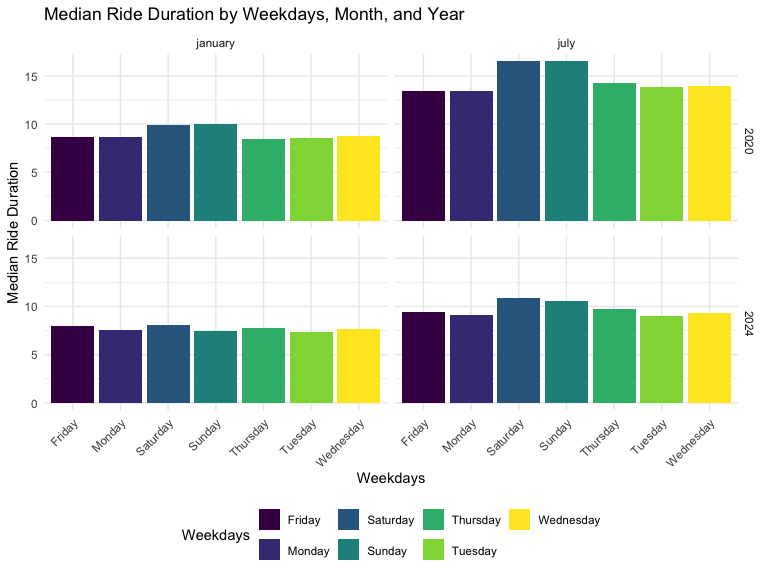 Median Ride Duration by Weekdays, Month, and Year
january
july
15
10
5
0
2020
15
10
5
0
2024
Median Ride Duration
Friday
Monday
Saturday
Sunday
Thursday
Tuesday
Wednesday
Friday
Monday
Saturday
Sunday
Thursday
Tuesday
Wednesday
Weekdays
Weekdays
Friday
Saturday
Thursday
Wednesday
Monday
Sunday
Tuesday